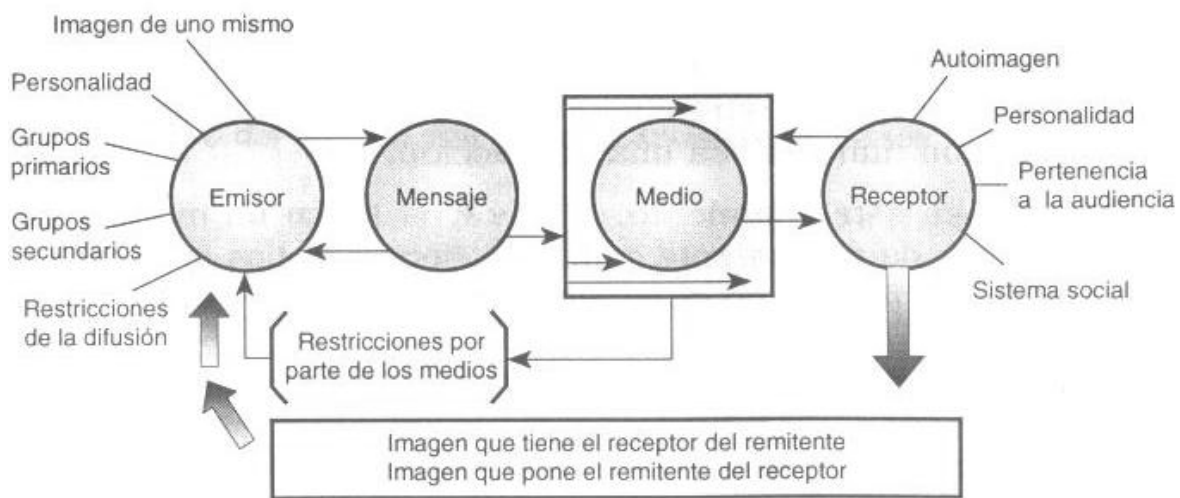 Imagen de uno mismo
Personalidad
Grupos
primarios
Grupos
secundarios
Restricciones
de la difusión
Emisor
Mensaje
Medio
Receptor
Autoimagen
Personalidad
Pertenencia
a la audiencia
Sistema social
Restricciones por
parte de los medios
Imagen que tiene el receptor del remitente
Imagen que pone el remitente del receptor